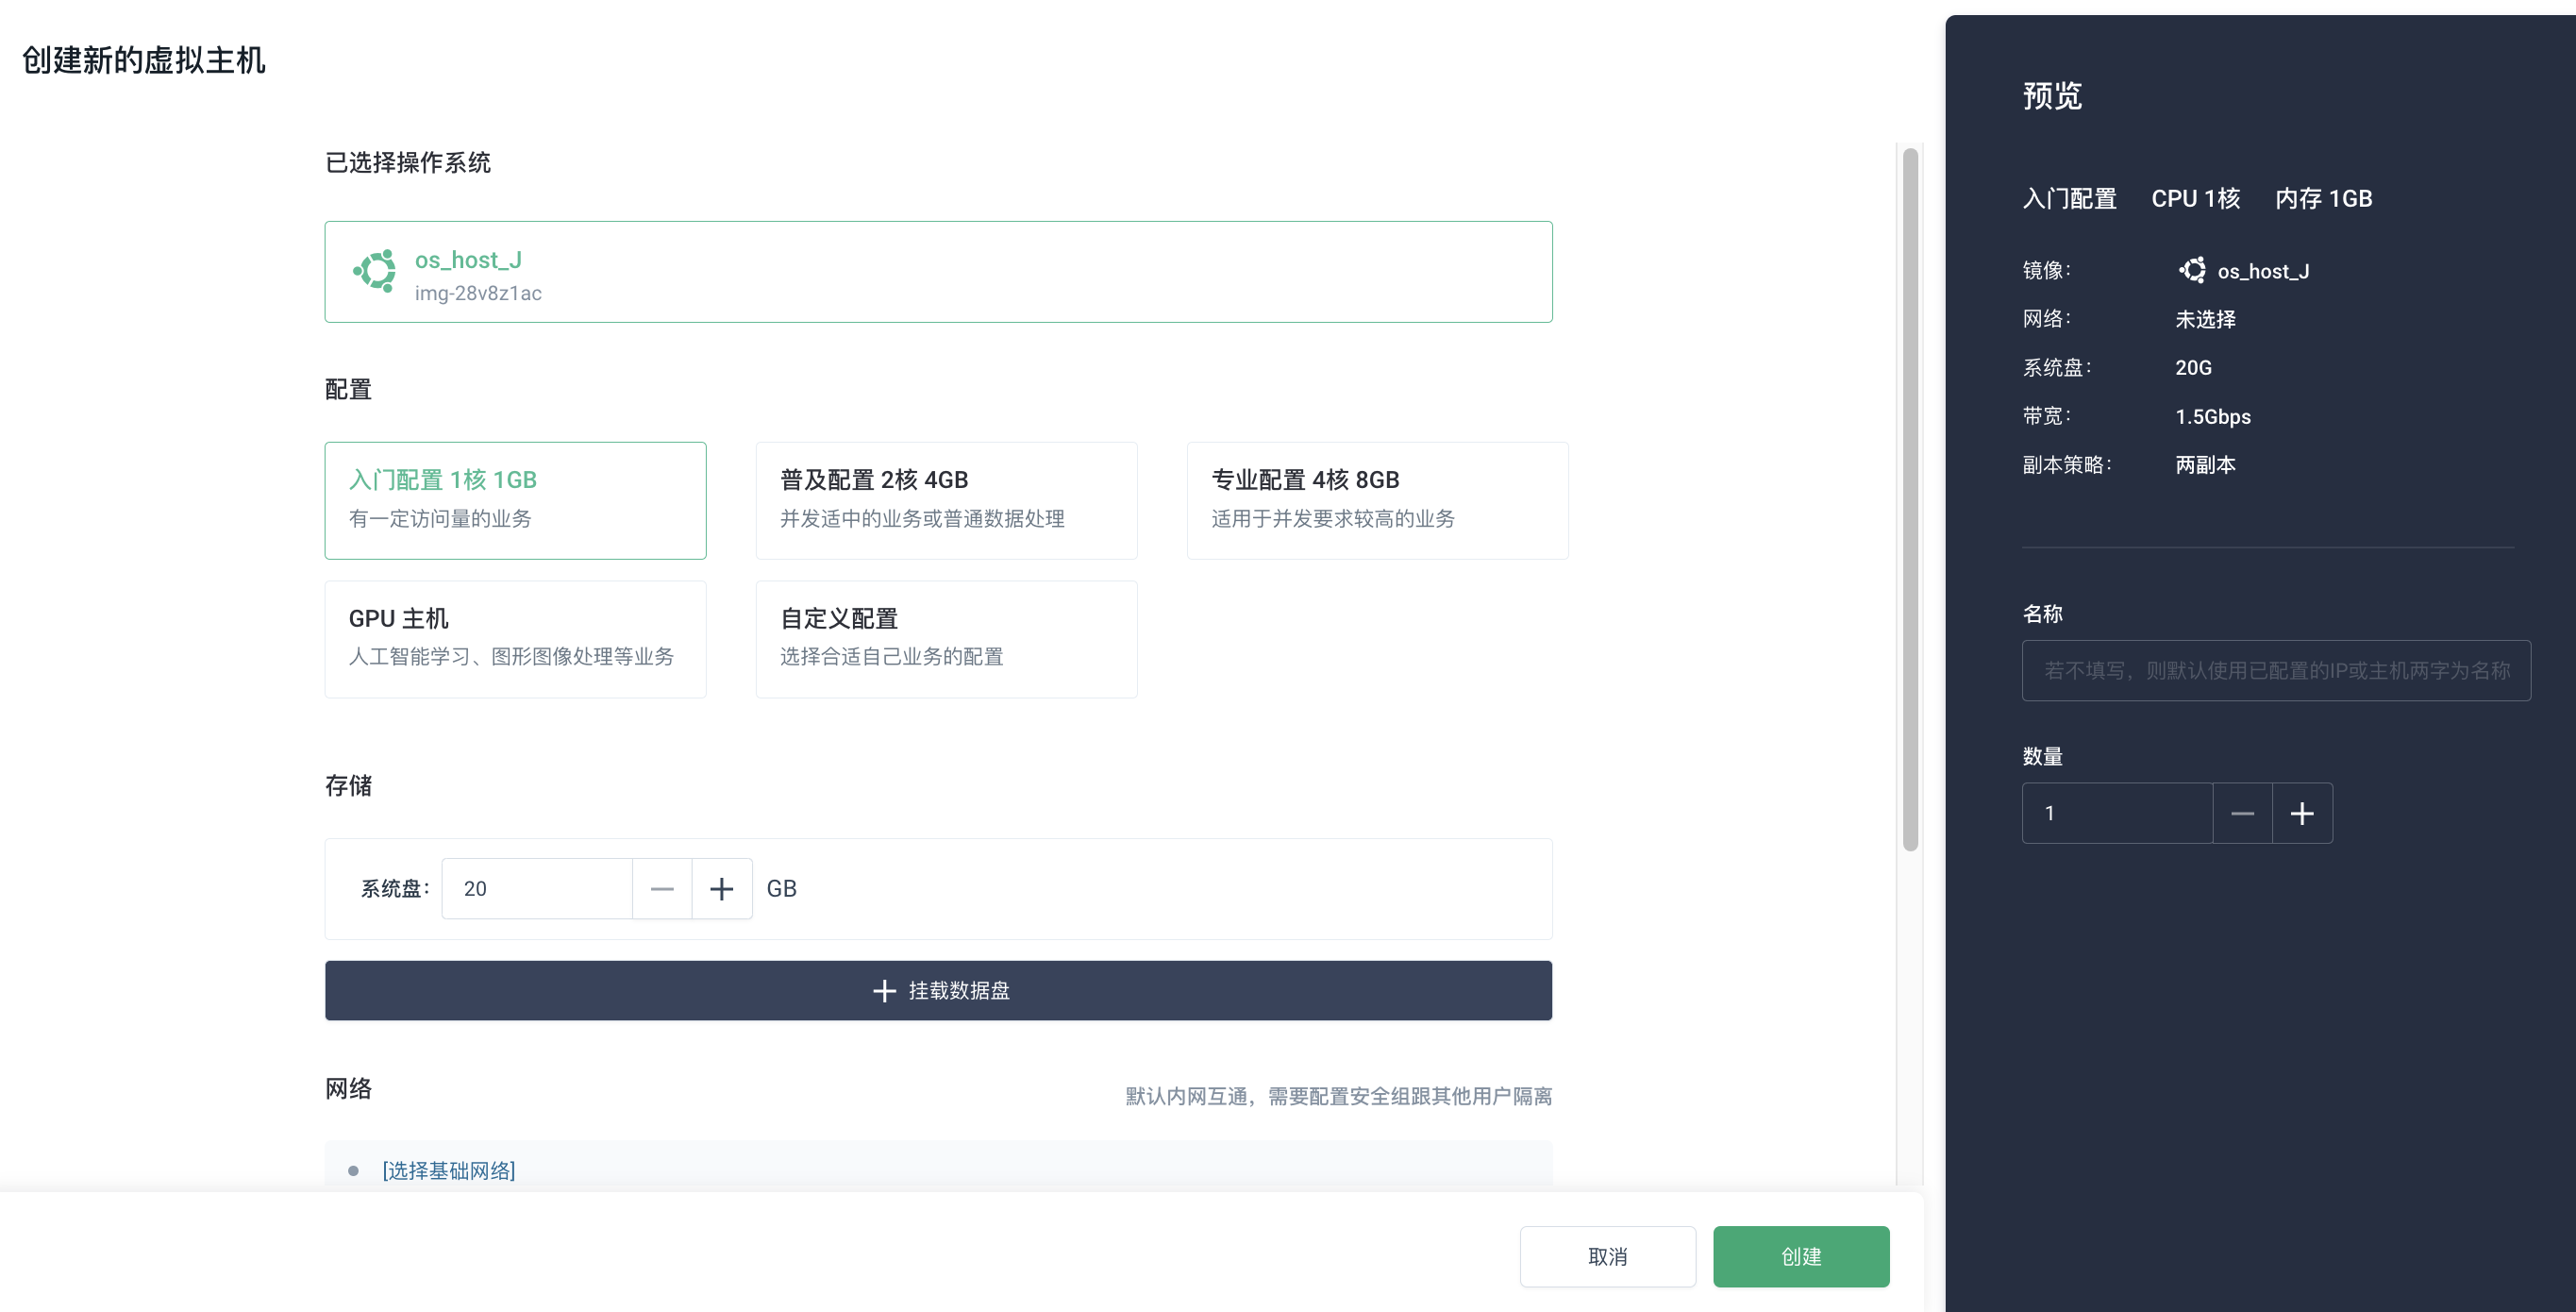 创建新的虚拟主机
已选择操作系统
os_host_J
img-28v8z1ac
配置
入门配置 1核 1GB
有一定访问量的业务
普及配置 2核 4GB
并发适中的业务或普通数据处理
专业配置 4核 8GB
适用于并发要求较高的业务
GPU 主机
人工智能学习、图形图像处理等业务
自定义配置
选择合适自己业务的配置
存储
系统盘： 20 GB
挂载数据盘
网络
默认内网互通，需要配置安全组跟其他用户隔离
[选择基础网络]
取消
创建
预览
入门配置 CPU 1核 内存 1GB
镜像： os_host_J
网络： 未选择
系统盘： 20G
带宽： 1.5Gbps
副本策略： 两副本
名称
若不填写，则默认使用已配置的IP或主机两字为名称
数量
1